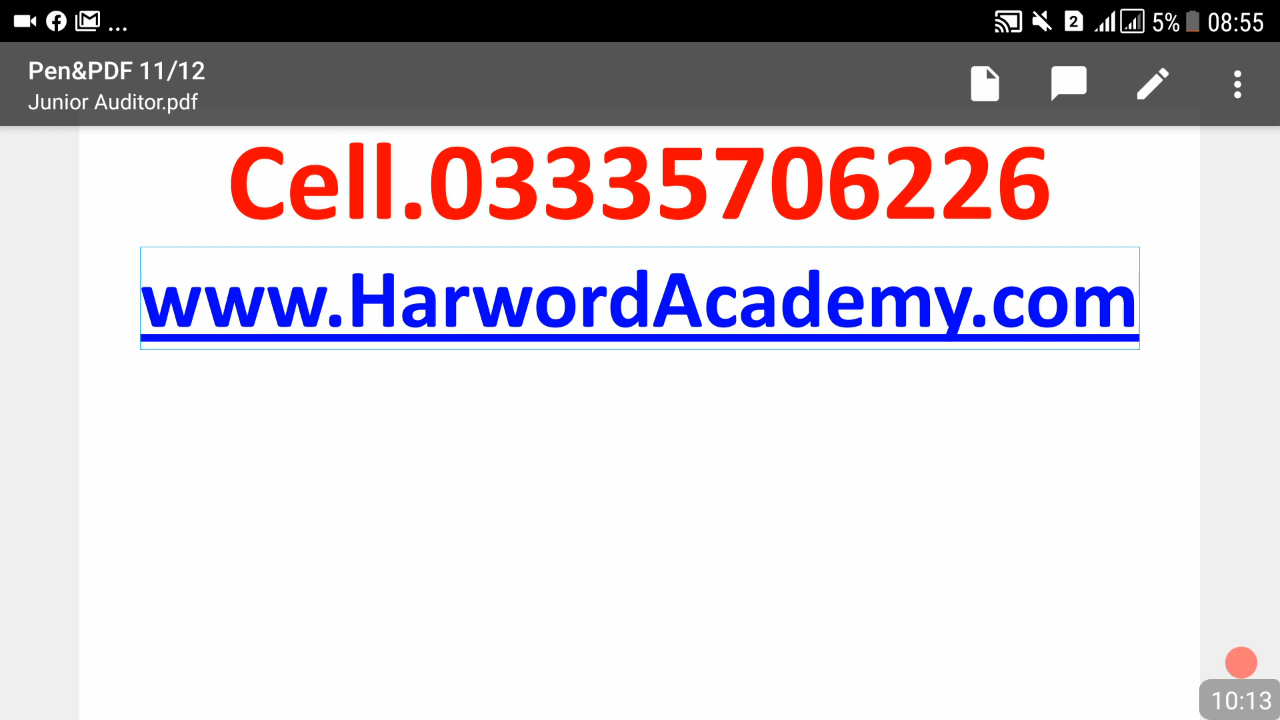 ... 2 5% 08:55
Pen&PDF 11/12
Junior Auditor.pdf
Cell.03335706226
www.HarwordAcademy.com
10:13